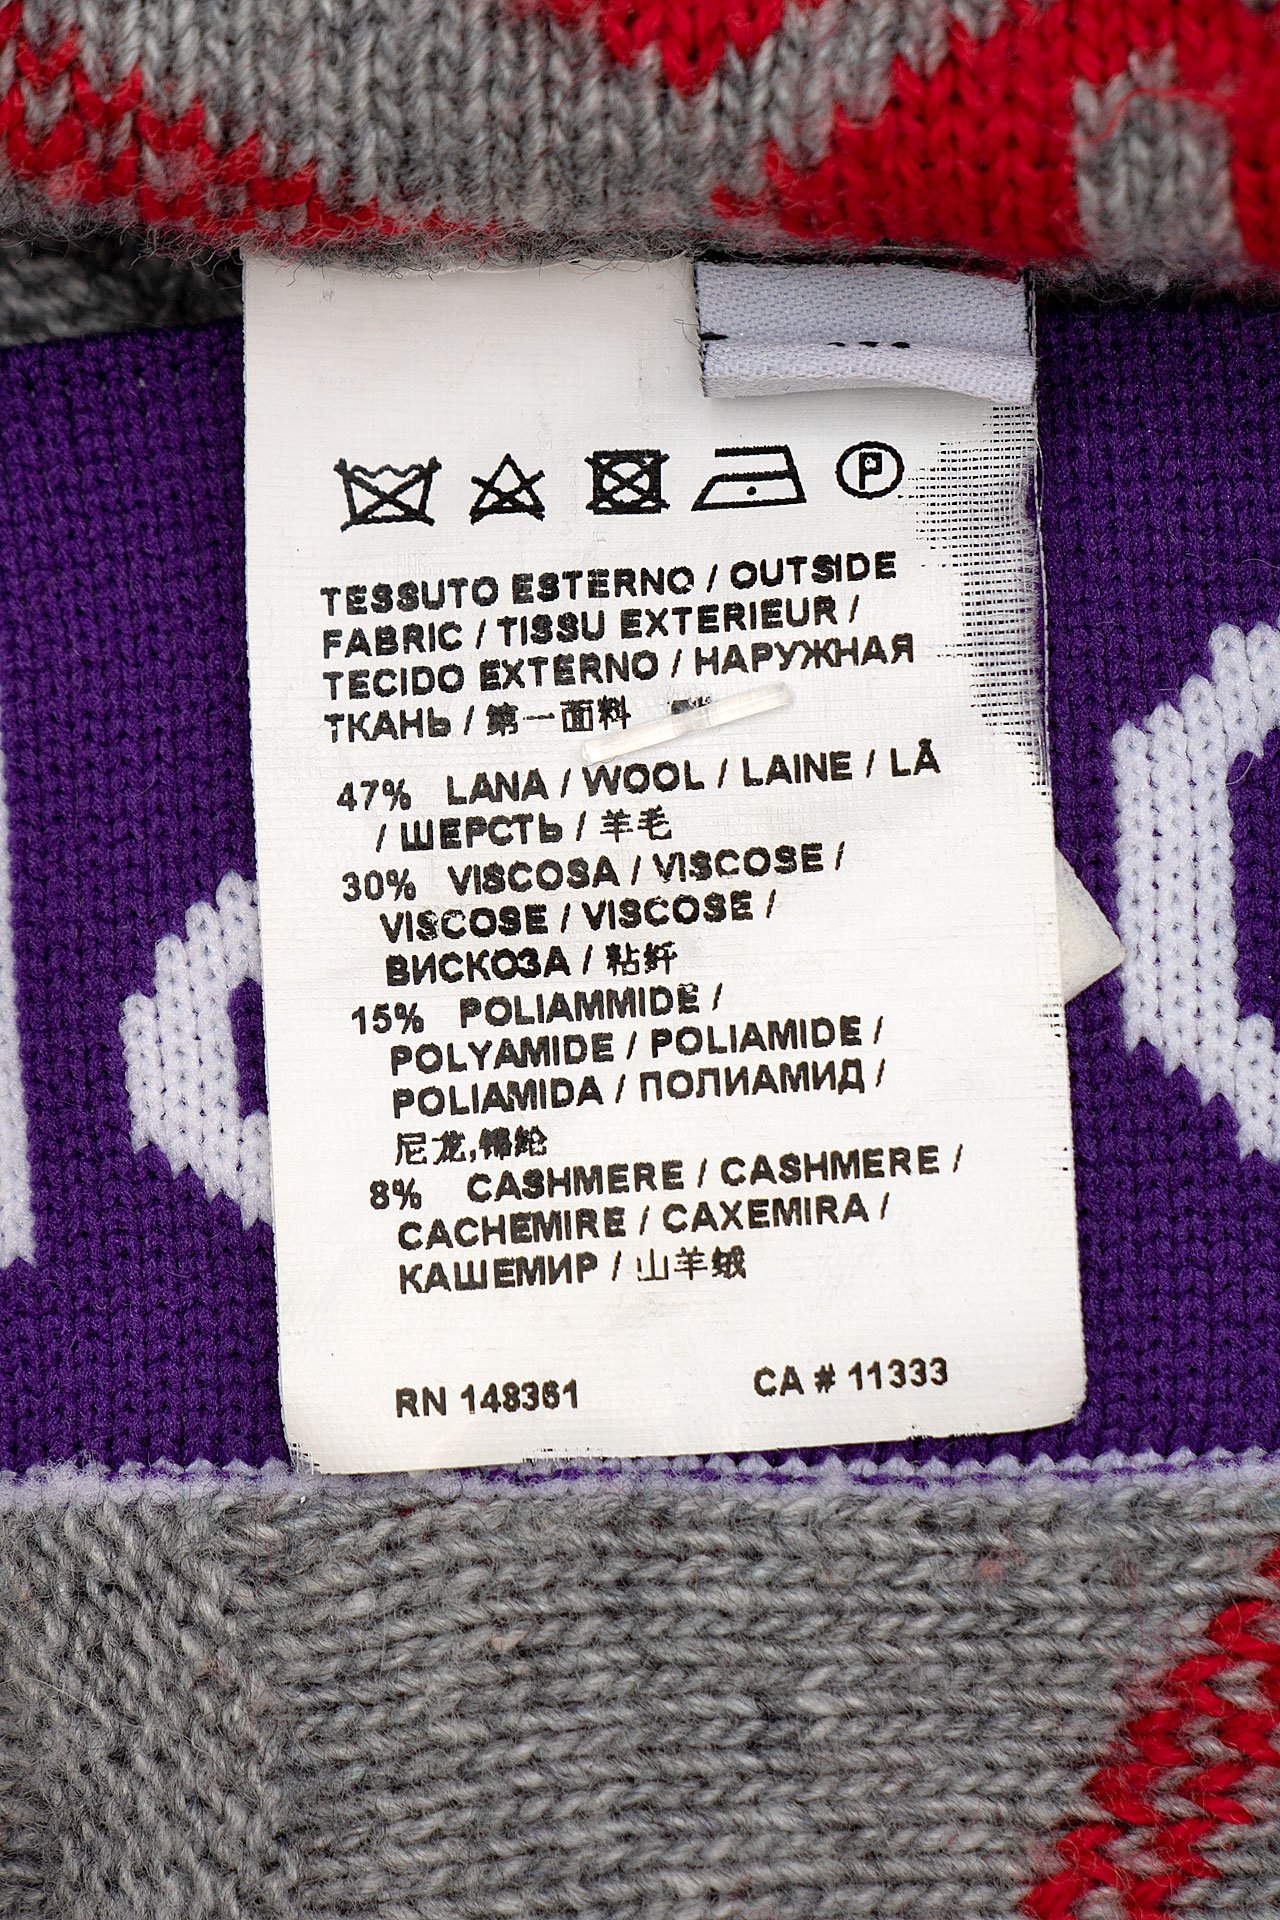 P
TESSUTO ESTERNO / OUTSIDE
FABRIC / TISSU EXTERIEUR /
TECIDO EXTERNO / НАРУЖНАЯ
ТКАНЬ / 第一面料
47% LANA / WOOL / LAINE / LÃ
/ ШЕРСТЬ / 羊毛
30% VISCOSA / VISCOSE /
VISCOSE / VISCOSE /
ВИСКОЗА / 粘纤
15% POLIAMMIDE /
POLYAMIDE / POLIAMIDE /
POLIAMIDA / ПОЛИАМИД /
尼龙,锦纶
8% CASHMERE / CASHMERE /
CACHEMIRE / CAXEMIRA /
КАШЕМИР / 山羊绒
RN 148361 CA # 11333